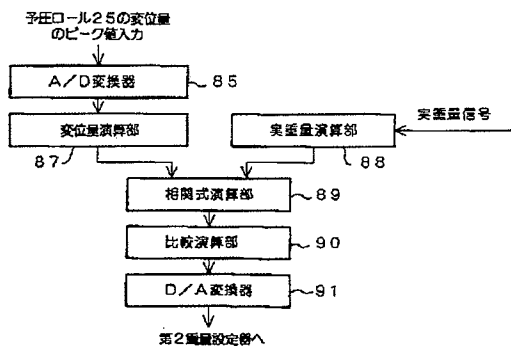 予圧ロール25の変位量
のピーク値入力
A/D変換器
85
変位量演算部
87
実重量演算部
88
実重量信号
相関式演算部
89
比較演算部
90
D/A変換器
91
第2重量設定器へ